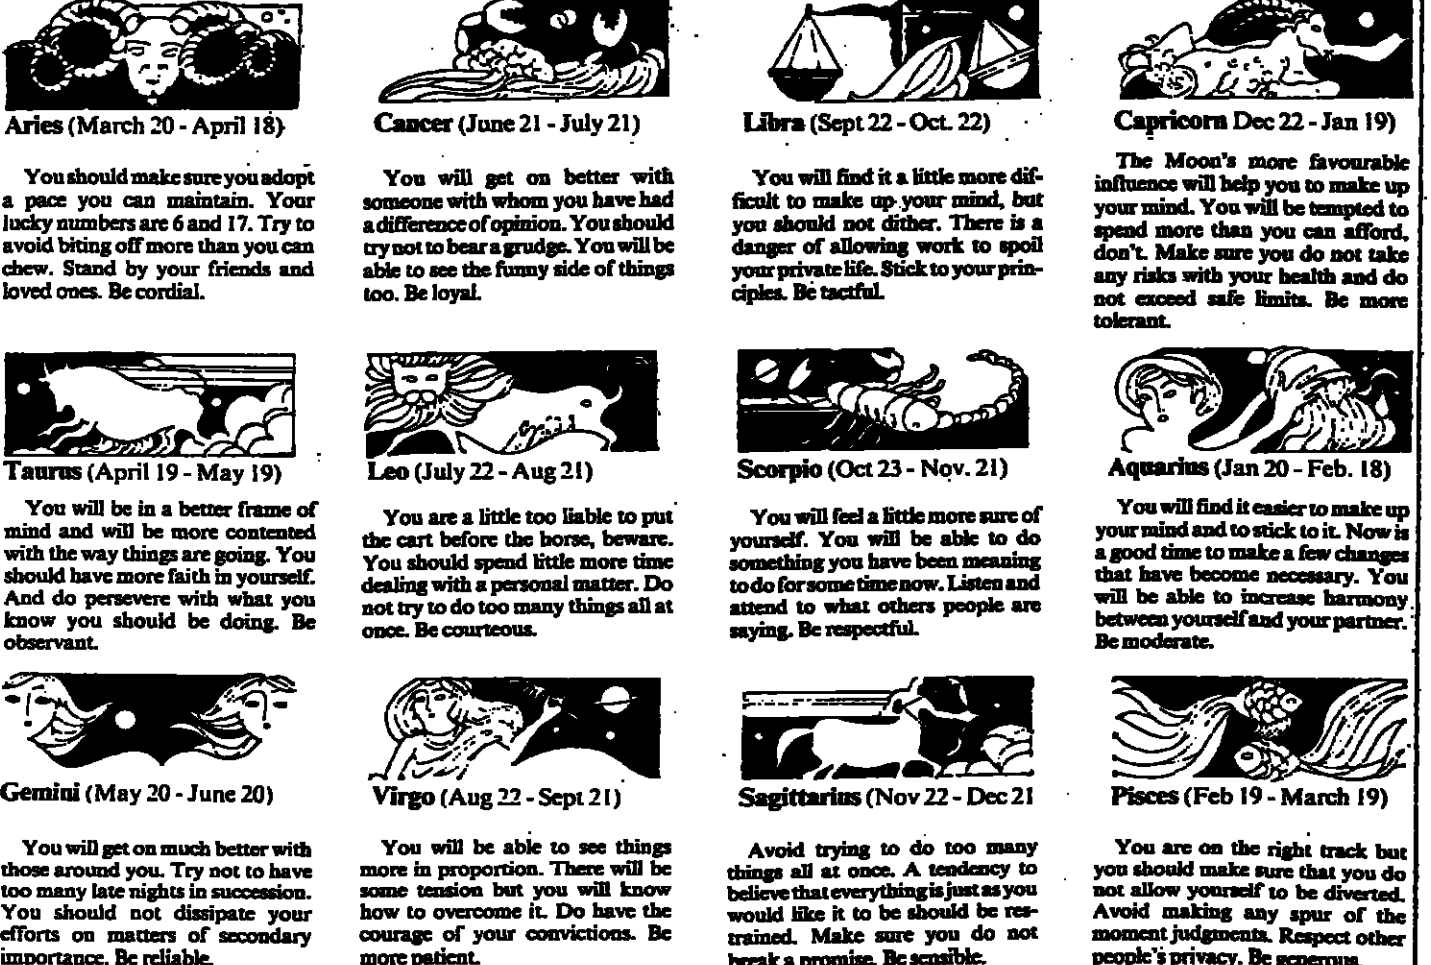 Aries (March 20 - April 18)
You should make sure you adopt
a pace you can maintain. Your
lucky numbers are 6 and 17. Try to
avoid biting off more than you can
chew. Stand by your friends and
loved ones. Be cordial.
Taurus (April 19 - May 19)
You will be in a better frame of
mind and will be more contented
with the way things are going. You
should have more faith in yourself.
And do persevere with what you
know you should be doing. Be
observant.
Gemini (May 20 - June 20)
You will get on much better with
those around you. Try not to have
too many late nights in succession.
You should not dissipate your
efforts on matters of secondary
importance. Be reliable.
Cancer (June 21 - July 21)
You will get on better with
someone with whom you have had
a difference of opinion. You should
try not to bear a grudge. You will be
able to see the funny side of things
too. Be loyal.
Leo (July 22 - Aug 21)
You are a little too liable to put
the cart before the horse, beware.
You should spend little more time
dealing with a personal matter. Do
not try to do too many things all at
once. Be courteous.
Virgo (Aug 22 - Sept 21)
You will be able to see things
more in proportion. There will be
some tension but you will know
how to overcome it. Do have the
courage of your convictions. Be
more patient.
Libra (Sept 22 - Oct. 22)
You will find it a little more dif-
ficult to make up your mind, but
you should not dither. There is a
danger of allowing work to spoil
your private life. Stick to your prin-
ciples. Be tactful.
Scorpio (Oct 23 - Nov. 21)
You will feel a little more sure of
yourself. You will be able to do
something you have been meaning
to do for some time now. Listen and
attend to what others people are
saying. Be respectful.
Sagittarius (Nov 22 - Dec 21
Avoid trying to do too many
things all at once. A tendency to
believe that everything is just as you
would like it to be should be res-
trained. Make sure you do not
break a promise. Be sensible.
Capricorn Dec 22 - Jan 19)
The Moon's more favourable
influence will help you to make up
your mind. You will be tempted to
spend more than you can afford,
don't. Make sure you do not take
any risks with your health and do
not exceed safe limits. Be more
tolerant.
Aquarius (Jan 20 - Feb. 18)
You will find it easier to make up
your mind and to stick to it. Now is
a good time to make a few changes
that have become necessary. You
will be able to increase harmony
between yourself and your partner.
Be moderate.
Pisces (Feb 19 - March 19)
You are on the right track but
you should make sure that you do
not allow yourself to be diverted.
Avoid making any spur of the
moment judgments. Respect other
people's privacy. Be generous.